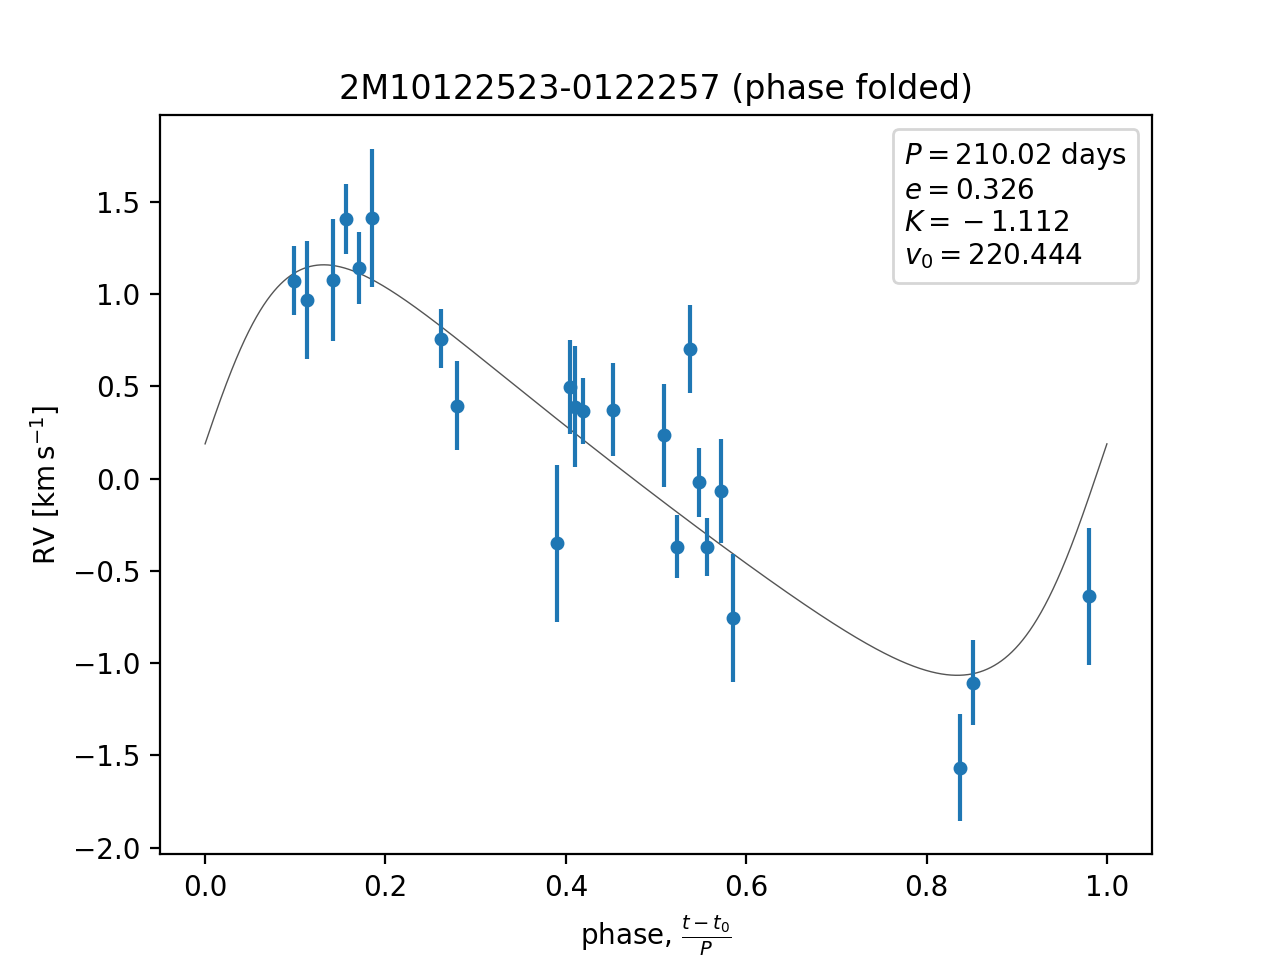 2M10122523-0122257 (phase folded)
P = 210.02 days
e = 0.326
K = −1.112
v₀ = 220.444
RV [km s⁻¹]
1.5
1.0
0.5
0.0
−0.5
−1.0
−1.5
−2.0
0.0 0.2 0.4 0.6 0.8 1.0
phase, (t − t₀)/P